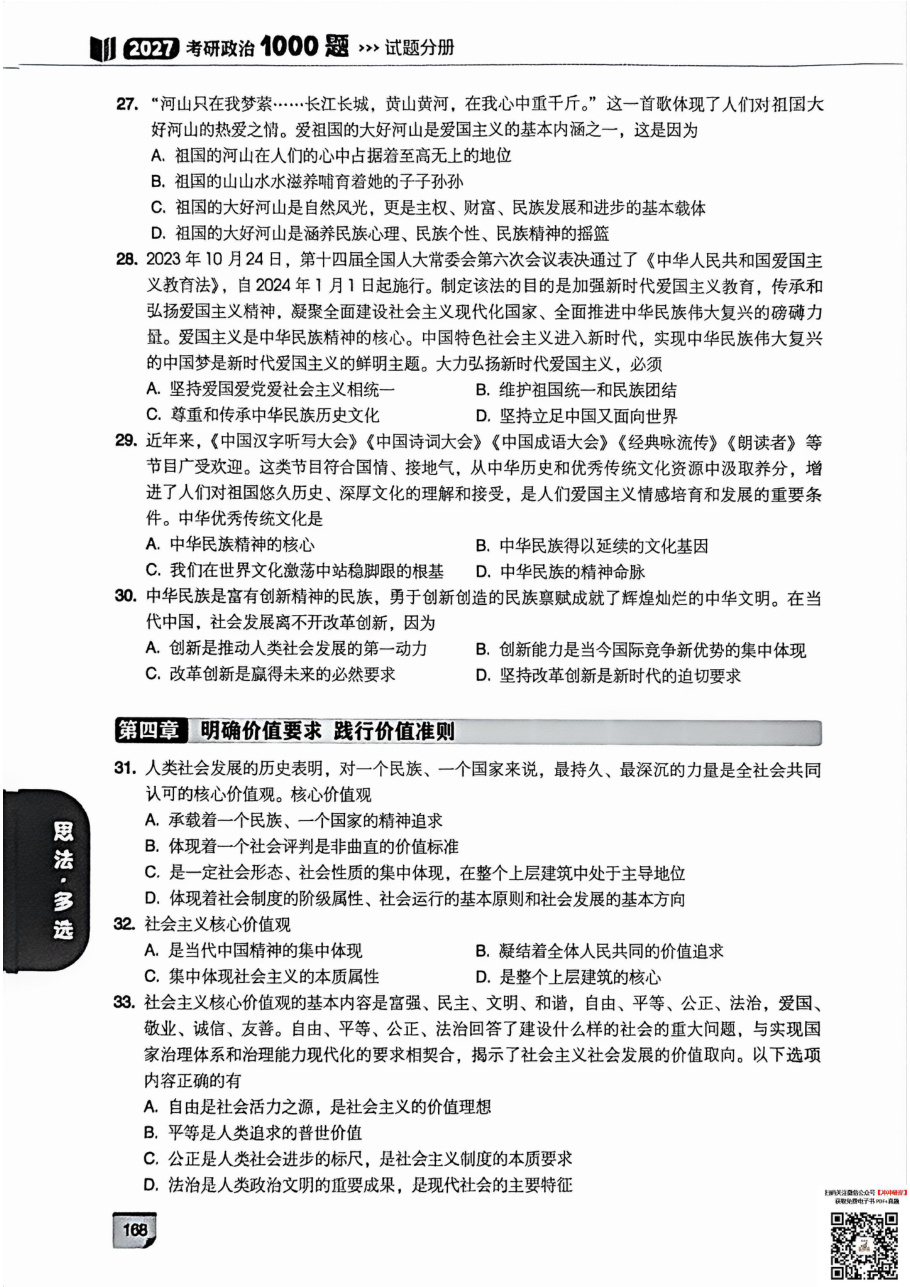 2027 考研政治1000题 >>> 试题分册
27. “河山只在我梦萦……长江长城，黄山黄河，在我心中重千斤。”这一首歌体现了人们对祖国大
好河山的热爱之情。爱祖国的大好河山是爱国主义的基本内涵之一，这是因为
A. 祖国的河山在人们的心中占据着至高无上的地位
B. 祖国的山山水水滋养哺育着她的子子孙孙
C. 祖国的大好河山是自然风光，更是主权、财富、民族发展和进步的基本载体
D. 祖国的大好河山是涵养民族心理、民族个性、民族精神的摇篮
28. 2023年10月24日，第十四届全国人大常委会第六次会议表决通过了《中华人民共和国爱国主
义教育法》，自2024年1月1日起施行。制定该法的目的是加强新时代爱国主义教育，传承和
弘扬爱国主义精神，凝聚全面建设社会主义现代化国家、全面推进中华民族伟大复兴的磅礴力
量。爱国主义是中华民族精神的核心。中国特色社会主义进入新时代，实现中华民族伟大复兴
的中国梦是新时代爱国主义的鲜明主题。大力弘扬新时代爱国主义，必须
A. 坚持爱国爱党爱社会主义相统一 B. 维护祖国统一和民族团结
C. 尊重和传承中华民族历史文化 D. 坚持立足中国又面向世界
29. 近年来，《中国汉字听写大会》《中国诗词大会》《中国成语大会》《经典咏流传》《朗读者》等
节目广受欢迎。这类节目符合国情、接地气，从中华历史和优秀传统文化资源中汲取养分，增
进了人们对祖国悠久历史、深厚文化的理解和接受，是人们爱国主义情感培育和发展的重要条
件。中华优秀传统文化是
A. 中华民族精神的核心 B. 中华民族得以延续的文化基因
C. 我们在世界文化激荡中站稳脚跟的根基 D. 中华民族的精神命脉
30. 中华民族是富有创新精神的民族，勇于创新创造的民族禀赋成就了辉煌灿烂的中华文明。在当
代中国，社会发展离不开改革创新，因为
A. 创新是推动人类社会发展的第一动力 B. 创新能力是当今国际竞争新优势的集中体现
C. 改革创新是赢得未来的必然要求 D. 坚持改革创新是新时代的迫切要求
第四章 明确价值要求 践行价值准则
31. 人类社会发展的历史表明，对一个民族、一个国家来说，最持久、最深沉的力量是全社会共同
认可的核心价值观。核心价值观
A. 承载着一个民族、一个国家的精神追求
B. 体现着一个社会评判是非曲直的价值标准
C. 是一定社会形态、社会性质的集中体现，在整个上层建筑中处于主导地位
D. 体现着社会制度的阶级属性、社会运行的基本原则和社会发展的基本方向
32. 社会主义核心价值观
A. 是当代中国精神的集中体现 B. 凝结着全体人民共同的价值追求
C. 集中体现社会主义的本质属性 D. 是整个上层建筑的核心
33. 社会主义核心价值观的基本内容是富强、民主、文明、和谐，自由、平等、公正、法治，爱国、
敬业、诚信、友善。自由、平等、公正、法治回答了建设什么样的社会的重大问题，与实现国
家治理体系和治理能力现代化的要求相契合，揭示了社会主义社会发展的价值取向。以下选项
内容正确的有
A. 自由是社会活力之源，是社会主义的价值理想
B. 平等是人类追求的普世价值
C. 公正是人类社会进步的标尺，是社会主义制度的本质要求
D. 法治是人类政治文明的重要成果，是现代社会的主要特征
思法·多选
168
扫码关注微信公众号【冲冲研资】
获取免费电子书PDF+真题